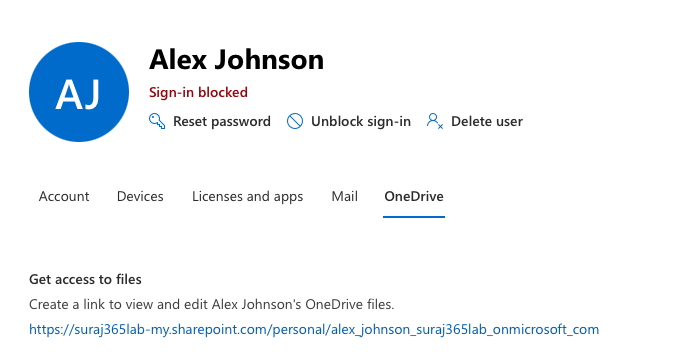 AJ
Alex Johnson
Sign-in blocked
Reset password Unblock sign-in Delete user
Account Devices Licenses and apps Mail OneDrive
Get access to files
Create a link to view and edit Alex Johnson's OneDrive files.
https://suraj365lab-my.sharepoint.com/personal/alex_johnson_suraj365lab_onmicrosoft_com